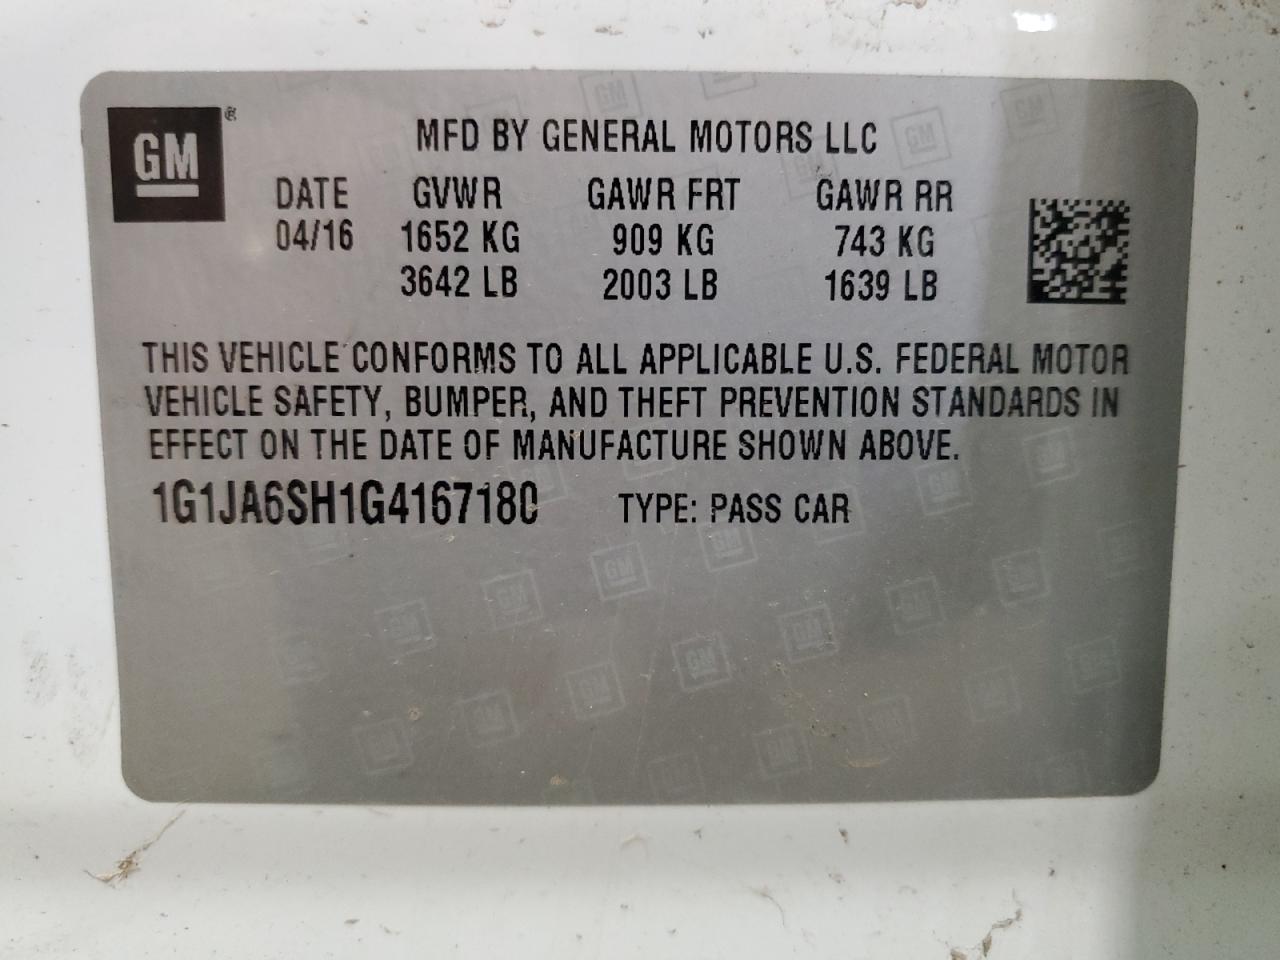 GM®
MFD BY GENERAL MOTORS LLC
DATE GVWR GAWR FRT GAWR RR
04/16 1652 KG 909 KG 743 KG
3642 LB 2003 LB 1639 LB
THIS VEHICLE CONFORMS TO ALL APPLICABLE U.S. FEDERAL MOTOR
VEHICLE SAFETY, BUMPER, AND THEFT PREVENTION STANDARDS IN
EFFECT ON THE DATE OF MANUFACTURE SHOWN ABOVE.
1G1JA6SH1G4167180 TYPE: PASS CAR